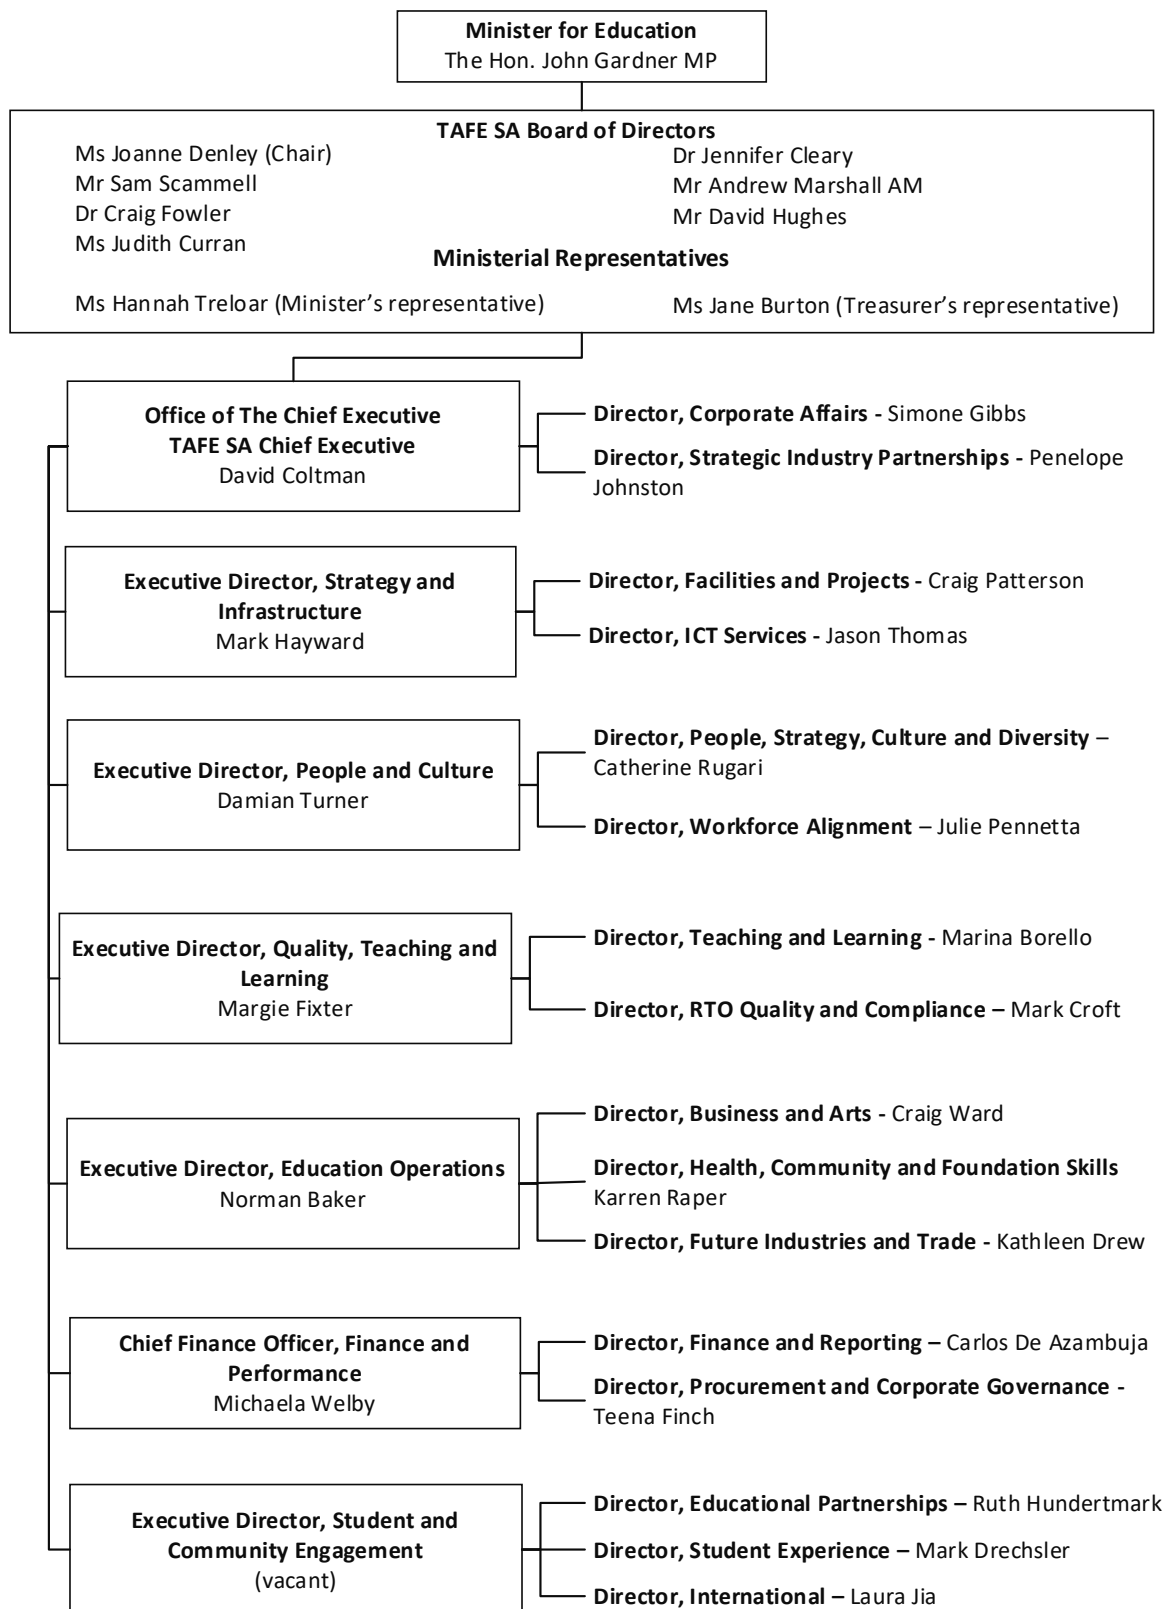 Minister for Education
The Hon. John Gardner MP
TAFE SA Board of Directors
Ms Joanne Denley (Chair)
Mr Sam Scammell
Dr Craig Fowler
Ms Judith Curran
Dr Jennifer Cleary
Mr Andrew Marshall AM
Mr David Hughes
Ministerial Representatives
Ms Hannah Treloar (Minister’s representative)
Ms Jane Burton (Treasurer’s representative)
Office of The Chief Executive
TAFE SA Chief Executive
David Coltman
Director, Corporate Affairs - Simone Gibbs
Director, Strategic Industry Partnerships - Penelope
Johnston
Executive Director, Strategy and
Infrastructure
Mark Hayward
Director, Facilities and Projects - Craig Patterson
Director, ICT Services - Jason Thomas
Executive Director, People and Culture
Damian Turner
Director, People, Strategy, Culture and Diversity –
Catherine Rugari
Director, Workforce Alignment – Julie Pennetta
Executive Director, Quality, Teaching and
Learning
Margie Fixter
Director, Teaching and Learning - Marina Borello
Director, RTO Quality and Compliance – Mark Croft
Executive Director, Education Operations
Norman Baker
Director, Business and Arts - Craig Ward
Director, Health, Community and Foundation Skills
Karren Raper
Director, Future Industries and Trade - Kathleen Drew
Chief Finance Officer, Finance and
Performance
Michaela Welby
Director, Finance and Reporting – Carlos De Azambuja
Director, Procurement and Corporate Governance -
Teena Finch
Executive Director, Student and
Community Engagement
(vacant)
Director, Educational Partnerships – Ruth Hundertmark
Director, Student Experience – Mark Drechsler
Director, International – Laura Jia